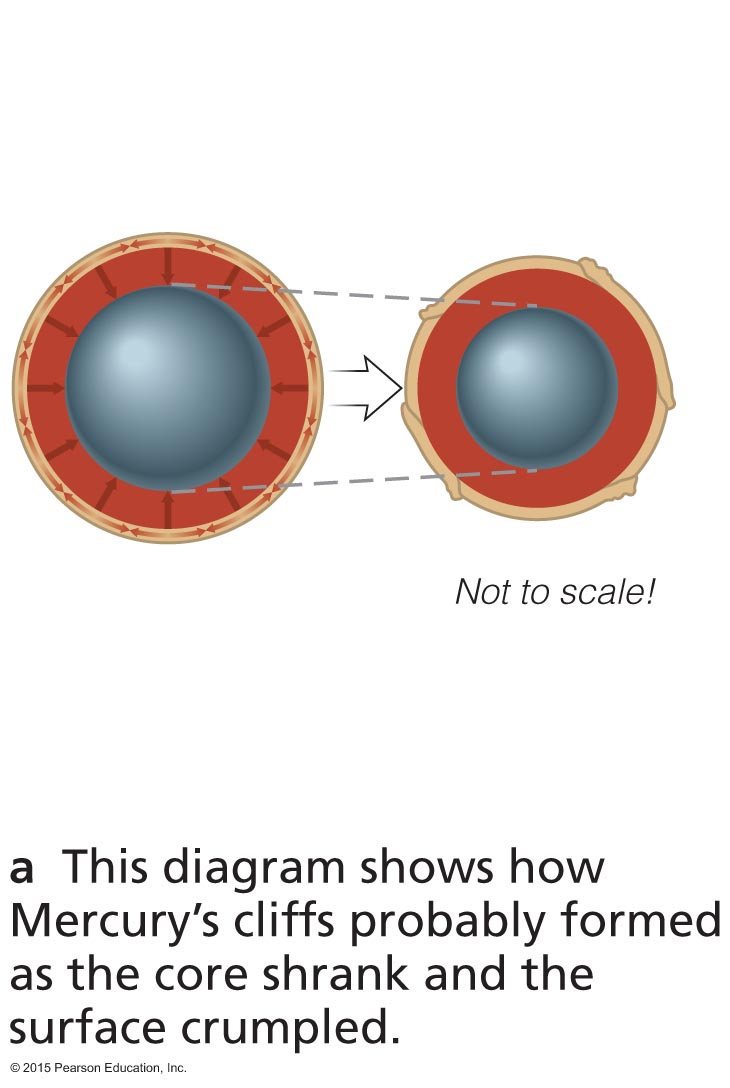 Not to scale!
a This diagram shows how
Mercury’s cliffs probably formed
as the core shrank and the
surface crumpled.
© 2015 Pearson Education, Inc.